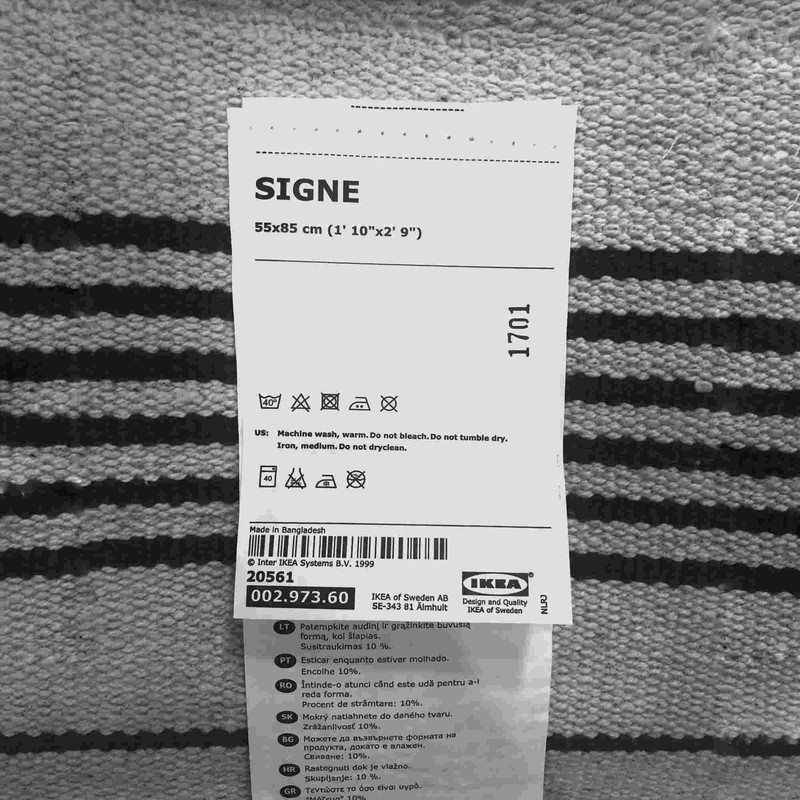 SIGNE
55x85 cm (1' 10"x2' 9")
1701
40°
US: Machine wash, warm. Do not bleach. Do not tumble dry.
Iron, medium. Do not dryclean.
40
Made in Bangladesh
© Inter IKEA Systems B.V. 1999
20561
002.973.60
IKEA of Sweden AB
SE-343 81 Älmhult
IKEA®
Design and Quality
IKEA of Sweden
NLRJ
LT Patempkite audinį ir grąžinkite buvusią
formą, kol šlapias.
Susitraukimas 10 %.
PT Esticar enquanto estiver molhado.
Encolhe 10%.
RO Întinde-o atunci când este udă pentru a-i
reda forma.
Procent de strâmtare: 10%.
SK Mokrý natiahnete do daného tvaru.
Zrážanlivosť 10%.
BG Можете да възвърнете формата на
продукта, докато е влажен.
Свиване: 10%.
HR Rastegnuti dok je vlažno.
Skupljanje: 10 %.
GR Τεντώστε το όσο είναι υγρό.
"Μάζεμα" 10%.